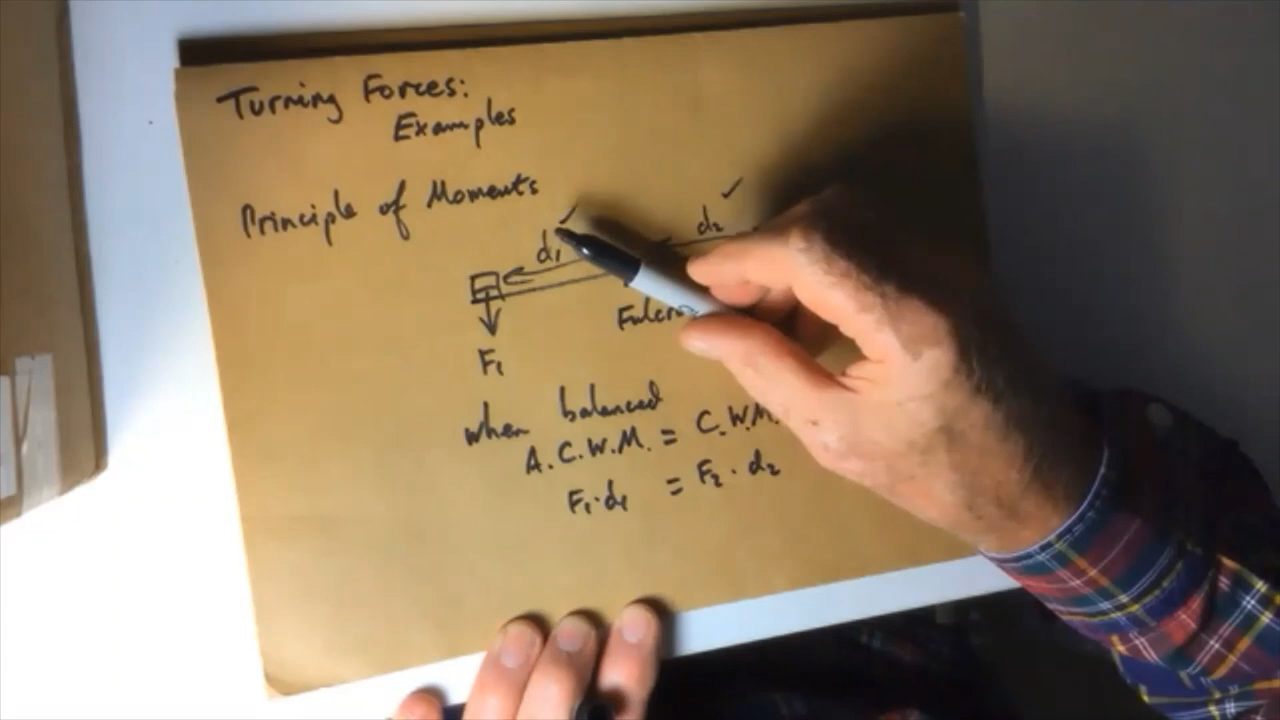 Turning Forces:
Examples
Principle of Moments
d₁ d₂
F₁
when balanced
A.C.W.M. = C.W.M.
F₁·d₁ = F₂·d₂